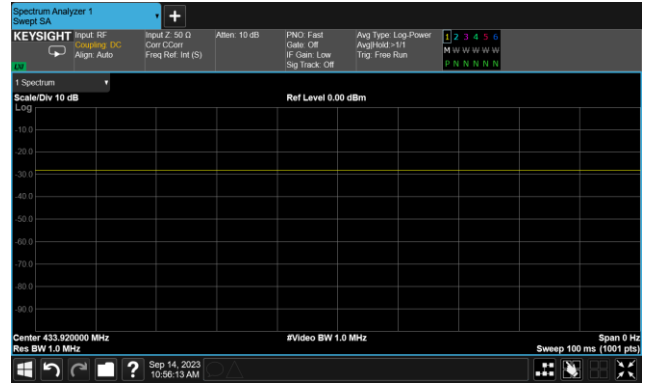 Spectrum Analyzer 1
Swept SA
KEYSIGHT
Input: RF
Coupling: DC
Align: Auto
Input Z: 50 Ω
Corr CCorr
Freq Ref: Int (S)
Atten: 10 dB
PNO: Fast
Gate: Off
IF Gain: Low
Sig Track: Off
Avg Type: Log-Power
Avg|Hold:>1/1
Trig: Free Run
1 2 3 4 5 6
M W W W W W
P N N N N N
1 Spectrum
Scale/Div 10 dB
Ref Level 0.00 dBm
Log
-10.0
-20.0
-30.0
-40.0
-50.0
-60.0
-70.0
-80.0
-90.0
Center 433.920000 MHz
#Video BW 1.0 MHz
Span 0 Hz
Res BW 1.0 MHz
Sweep 100 ms (1001 pts)
?
Sep 14, 2023
10:56:13 AM